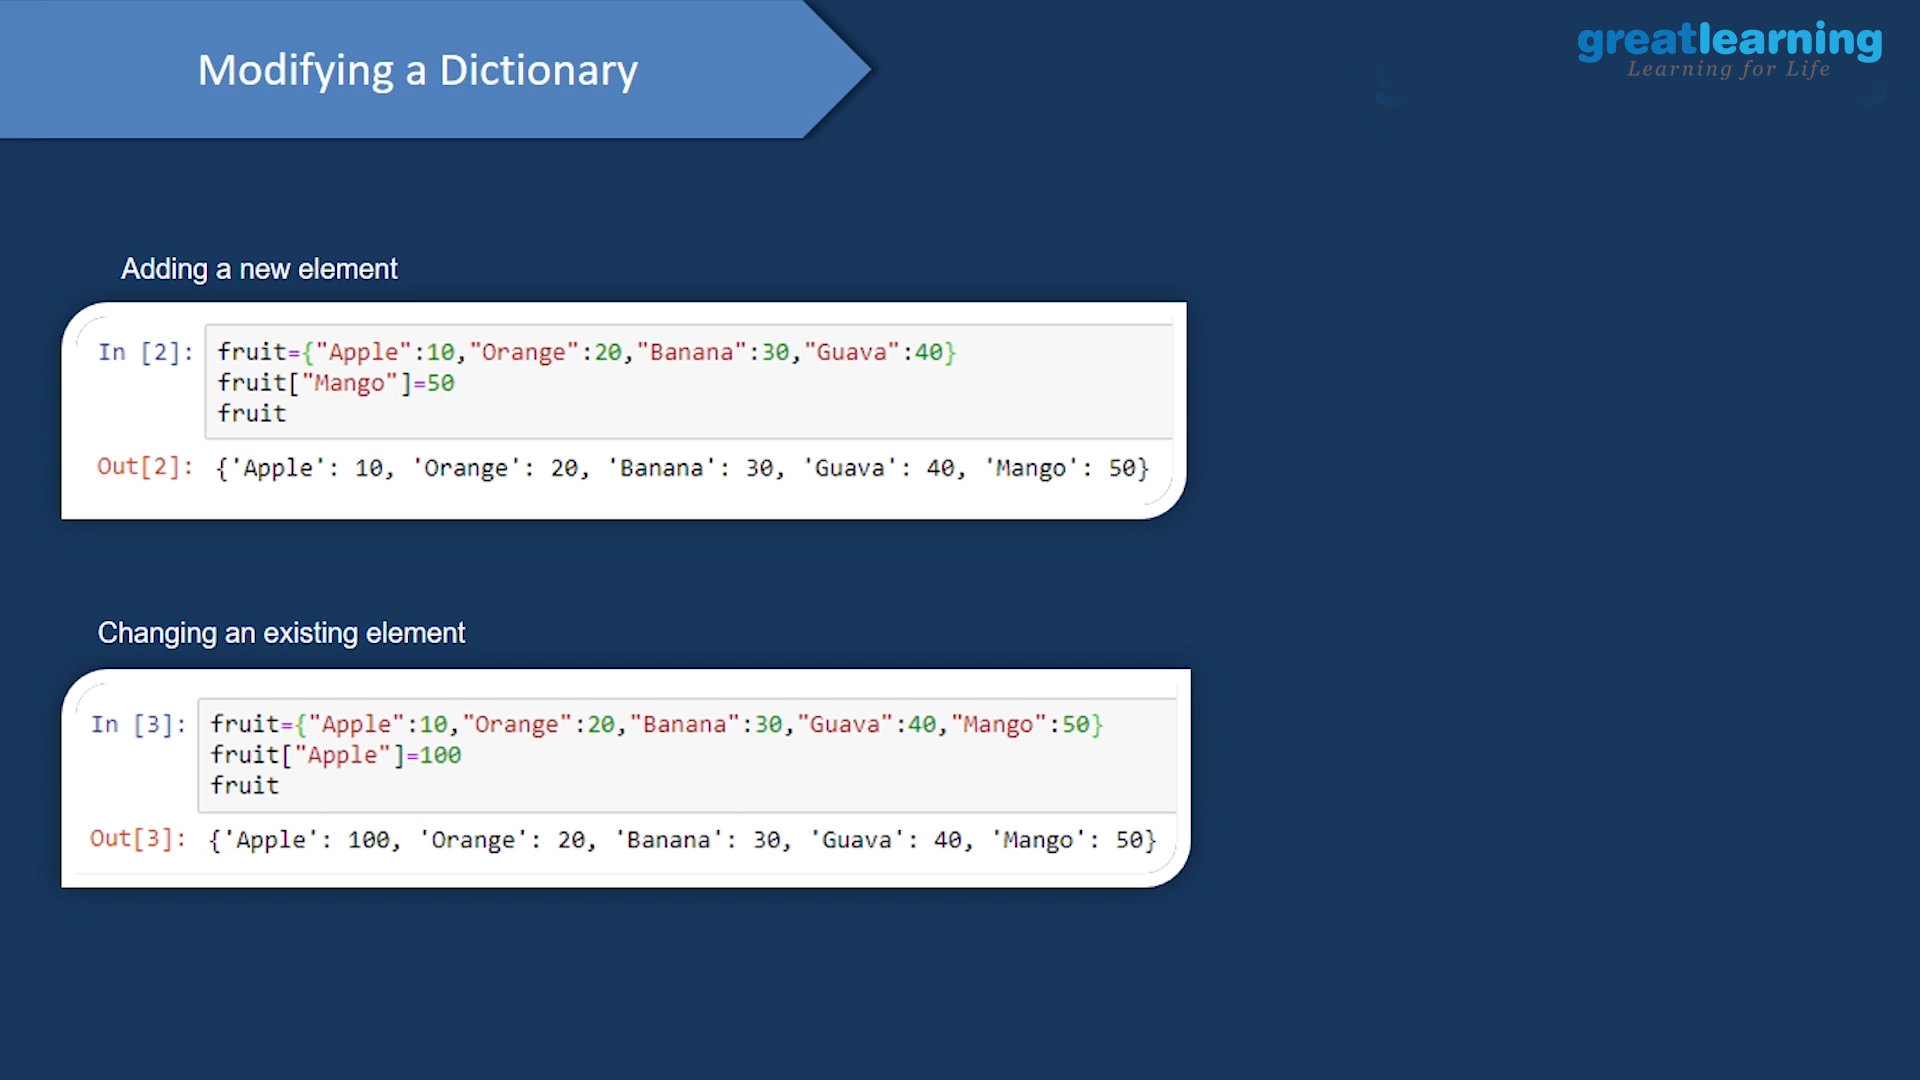 Modifying a Dictionary
greatlearning
Learning for Life
Adding a new element
In [2]: fruit={"Apple":10,"Orange":20,"Banana":30,"Guava":40}
fruit["Mango"]=50
fruit
Out[2]: {'Apple': 10, 'Orange': 20, 'Banana': 30, 'Guava': 40, 'Mango': 50}
Changing an existing element
In [3]: fruit={"Apple":10,"Orange":20,"Banana":30,"Guava":40,"Mango":50}
fruit["Apple"]=100
fruit
Out[3]: {'Apple': 100, 'Orange': 20, 'Banana': 30, 'Guava': 40, 'Mango': 50}